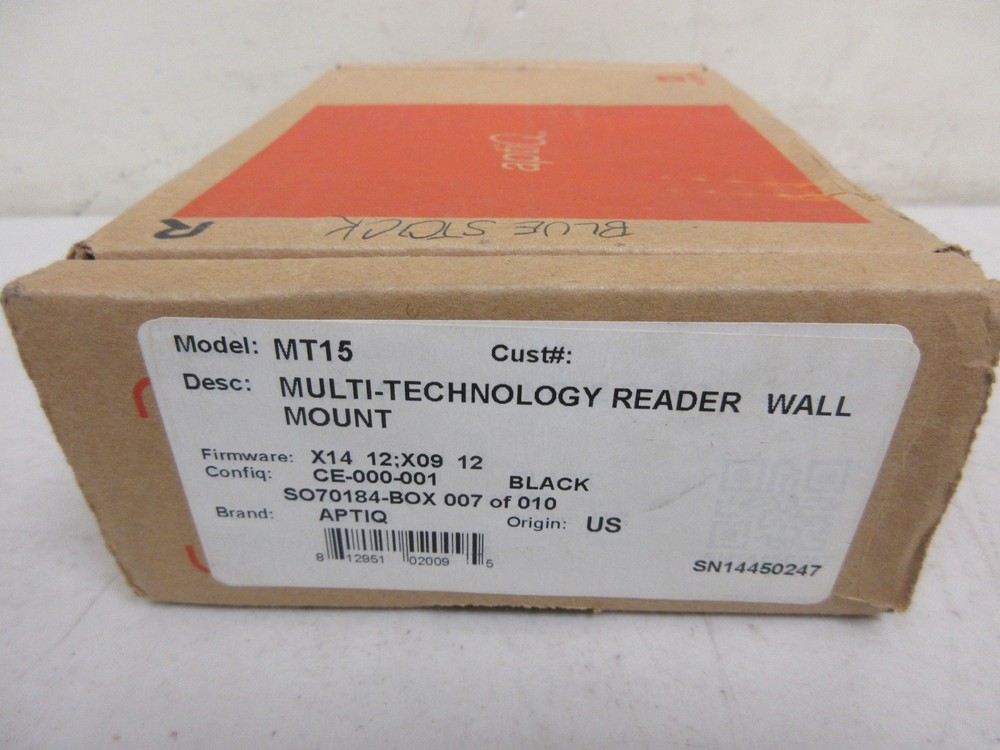 aptiQ
BLUE STOCK
R
Model: MT15 Cust#:
Desc: MULTI-TECHNOLOGY READER WALL
MOUNT
Firmware: X14 12;X09 12
Config: CE-000-001 BLACK
SO70184-BOX 007 of 010
Brand: APTIQ Origin: US
8 12951 02009 5
SN14450247